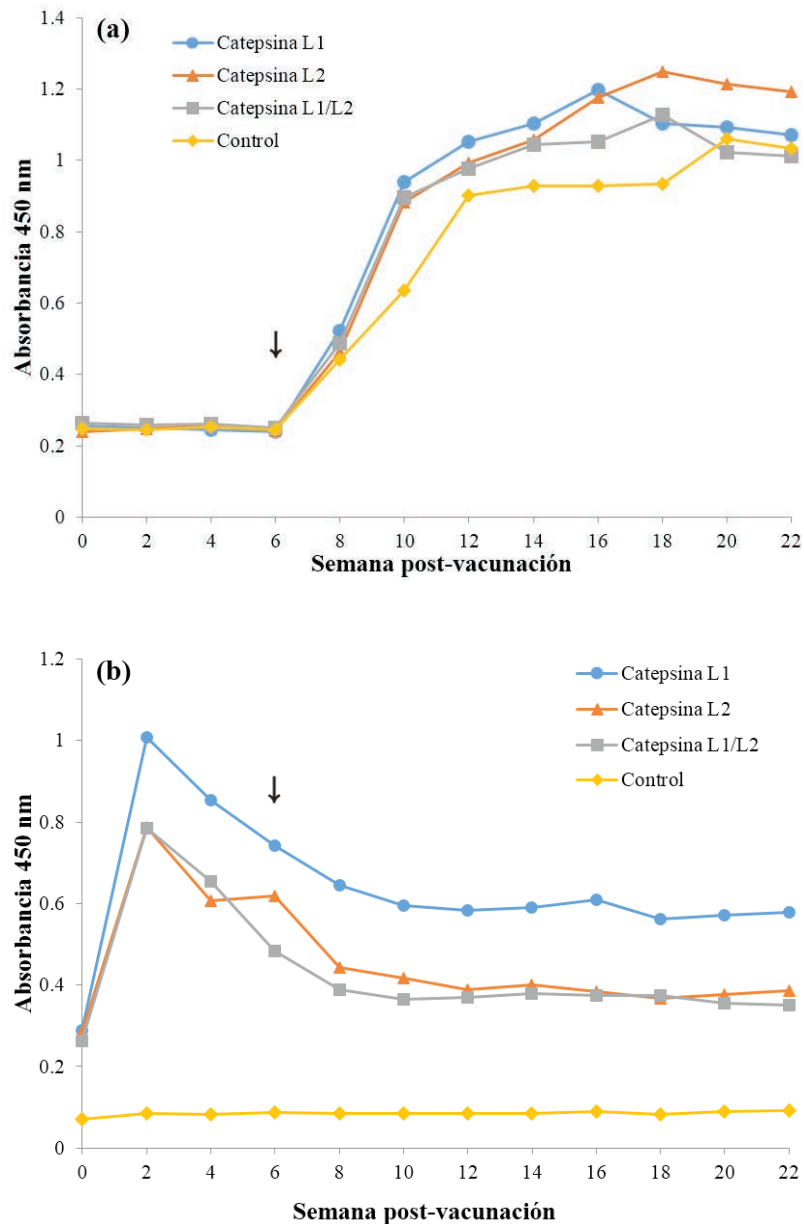 (a)
Catepsina L1
Catepsina L2
Catepsina L1/L2
Control
Absorbancia 450 nm
1.4
1.2
1
0.8
0.6
0.4
0.2
0
0 2 4 6 8 10 12 14 16 18 20 22
Semana post-vacunación
(b)
Catepsina L1
Catepsina L2
Catepsina L1/L2
Control
Absorbancia 450 nm
1.2
1
0.8
0.6
0.4
0.2
0
0 2 4 6 8 10 12 14 16 18 20 22
Semana post-vacunación